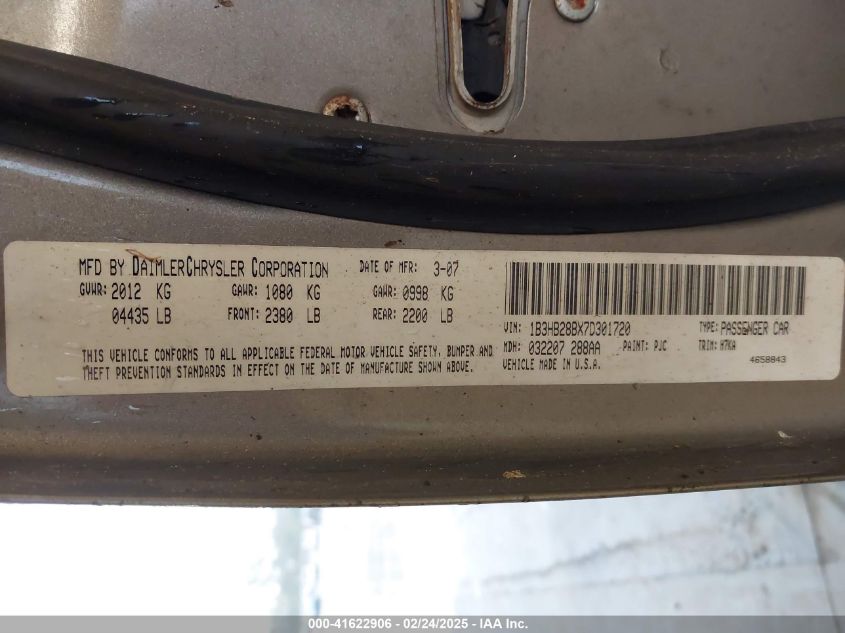 MFD BY DAIMLERCHRYSLER CORPORATION DATE OF MFR: 3-07
GVWR: 2012 KG GAWR: 1080 KG GAWR: 0998 KG
04435 LB FRONT: 2380 LB REAR: 2200 LB
THIS VEHICLE CONFORMS TO ALL APPLICABLE FEDERAL MOTOR VEHICLE SAFETY, BUMPER AND
THEFT PREVENTION STANDARDS IN EFFECT ON THE DATE OF MANUFACTURE SHOWN ABOVE.
VIN: 1B3HB28BX7D301720 TYPE: PASSENGER CAR
MDH: 032207 288AA PAINT: PJC TRIM: H7KA
VEHICLE MADE IN U.S.A. 4658843
000-41622906 - 02/24/2025 - IAA Inc.